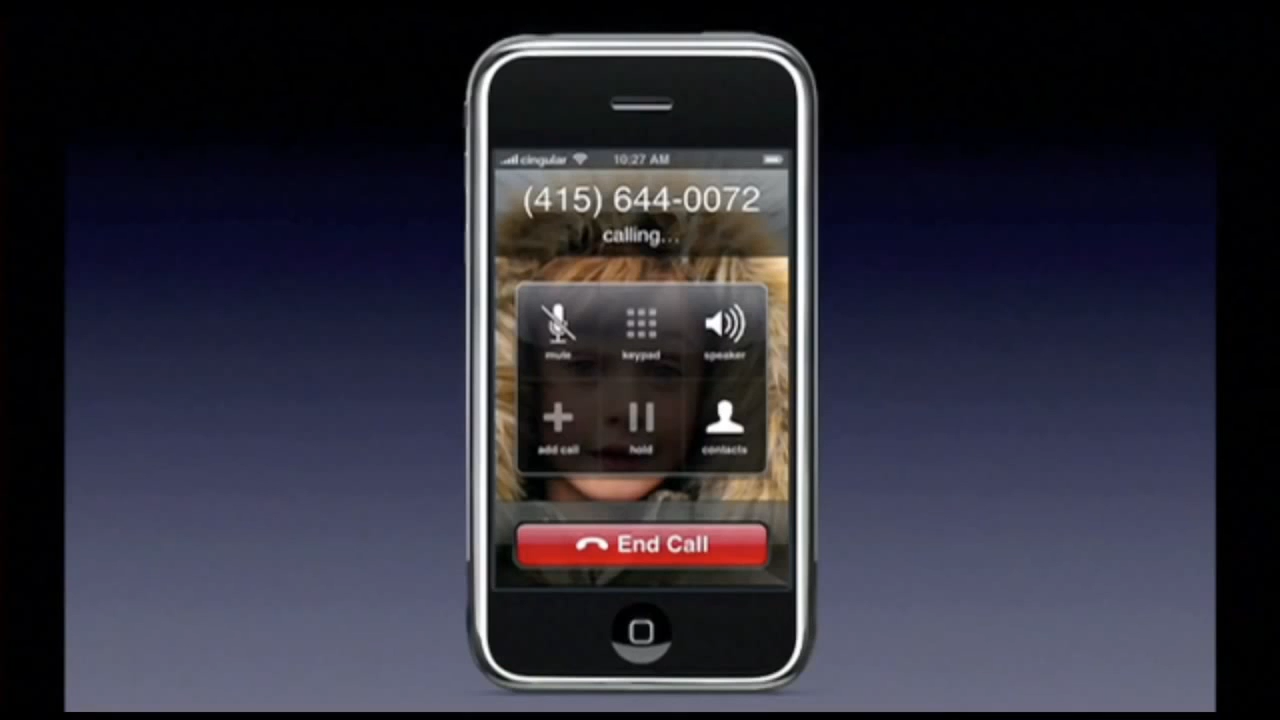 cingular 10:27 AM
(415) 644-0072
calling...
mute keypad speaker
add call hold contacts
End Call